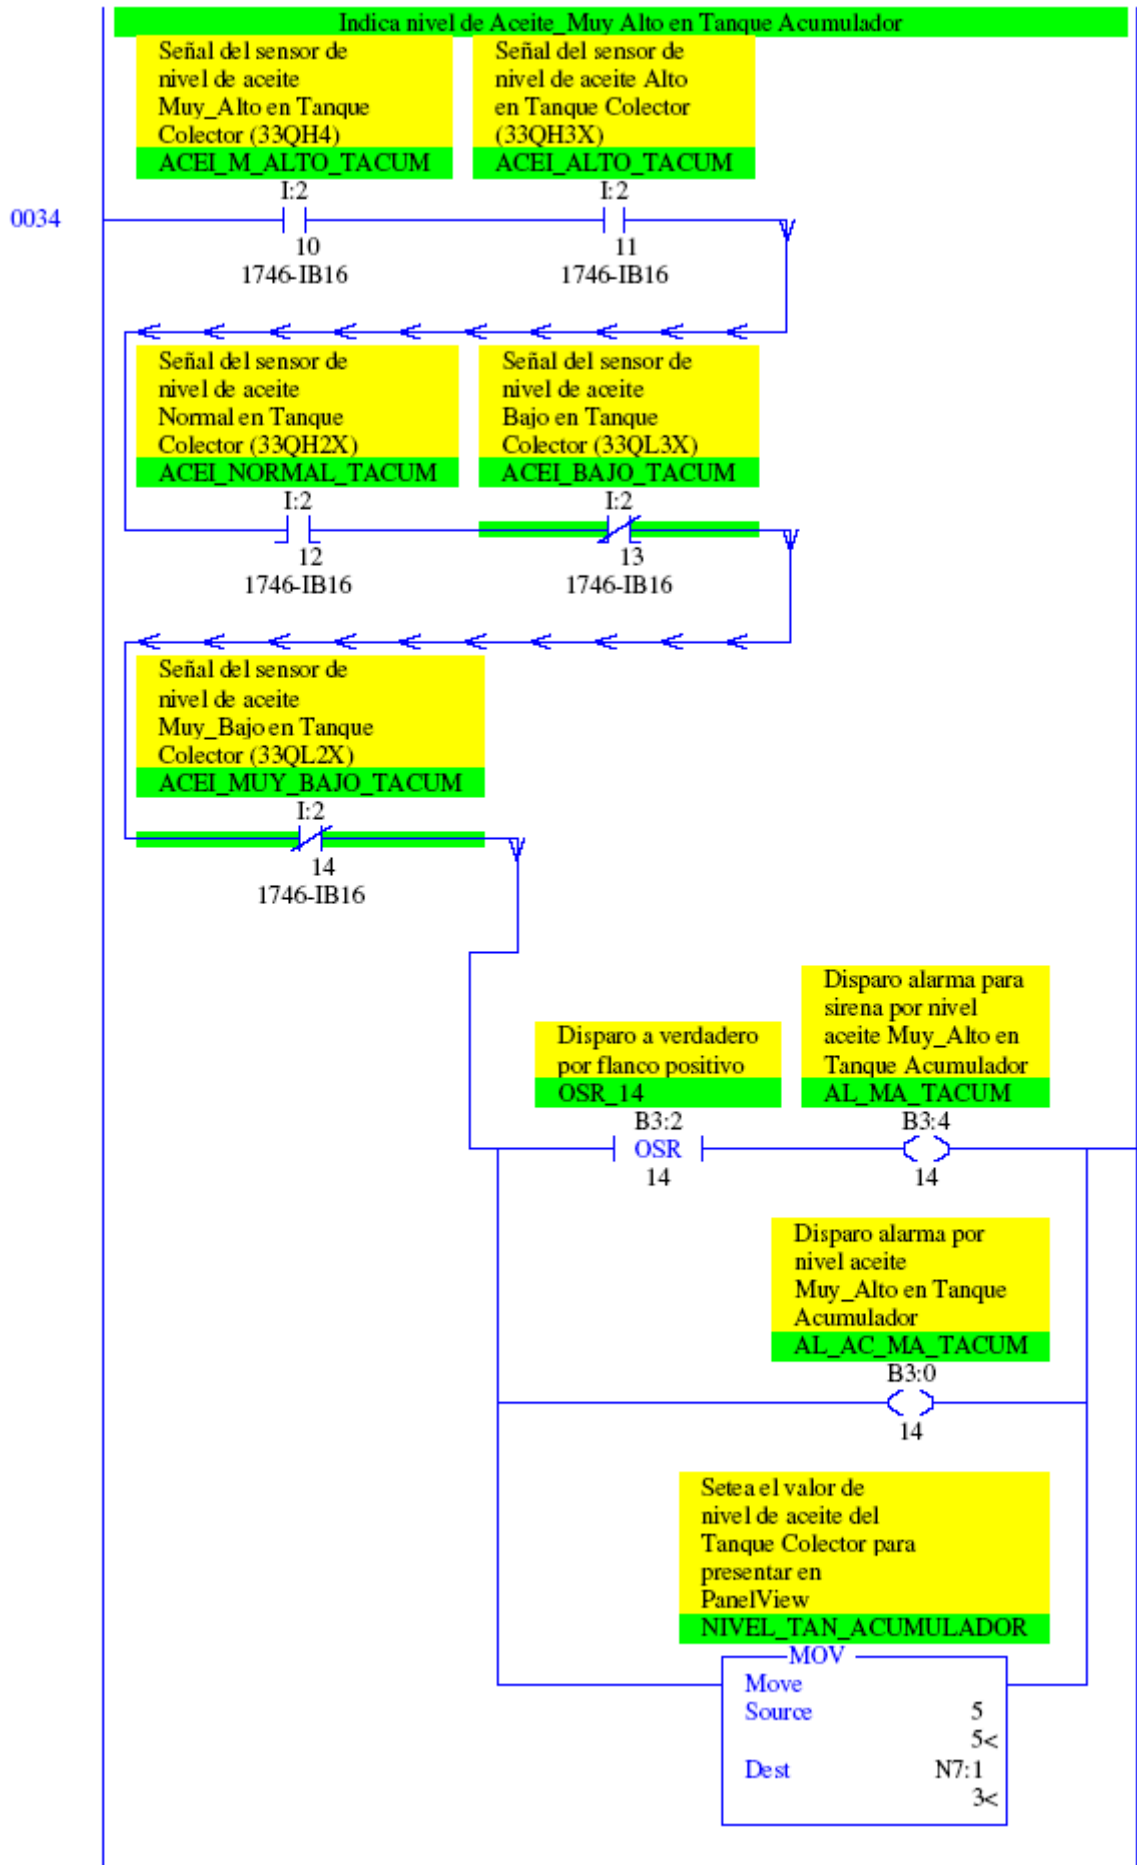 Indica nivel de Aceite_Muy Alto en Tanque Acumulador
Señal del sensor de
nivel de aceite
Muy_Alto en Tanque
Colector (33QH4)
ACEI_M_ALTO_TACUM
I:2
10
1746-IB16
Señal del sensor de
nivel de aceite Alto
en Tanque Colector
(33QH3X)
ACEI_ALTO_TACUM
I:2
11
1746-IB16
0034
Señal del sensor de
nivel de aceite
Normal en Tanque
Colector (33QH2X)
ACEI_NORMAL_TACUM
I:2
12
1746-IB16
Señal del sensor de
nivel de aceite
Bajo en Tanque
Colector (33QL3X)
ACEI_BAJO_TACUM
I:2
13
1746-IB16
Señal del sensor de
nivel de aceite
Muy_Bajo en Tanque
Colector (33QL2X)
ACEI_MUY_BAJO_TACUM
I:2
14
1746-IB16
Disparo a verdadero
por flanco positivo
OSR_14
B3:2
OSR
14
Disparo alarma para
sirena por nivel
aceite Muy_Alto en
Tanque Acumulador
AL_MA_TACUM
B3:4
14
Disparo alarma por
nivel aceite
Muy_Alto en Tanque
Acumulador
AL_AC_MA_TACUM
B3:0
14
Setea el valor de
nivel de aceite del
Tanque Colector para
presentar en
PanelView
NIVEL_TAN_ACUMULADOR
MOV
Move
Source 5
5<
Dest N7:1
3<